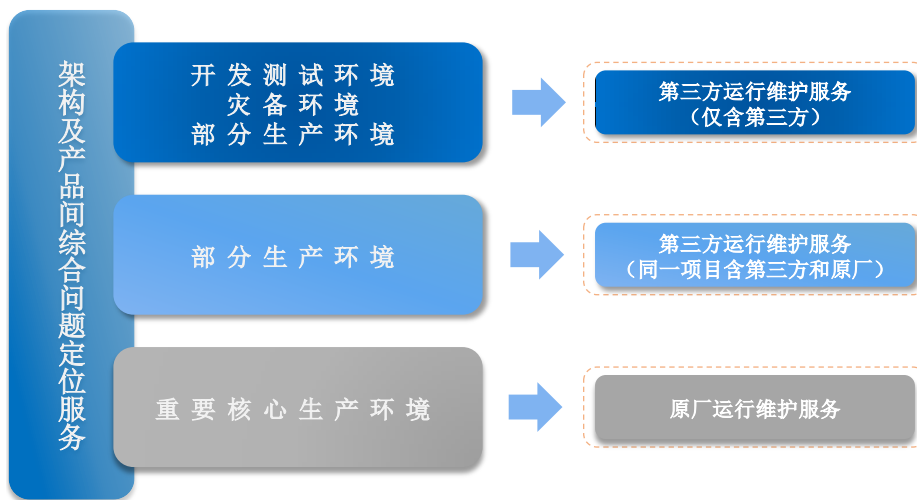 架构及产品间综合问题定位服务
开发测试环境
灾备环境
部分生产环境
第三方运行维护服务
（仅含第三方）
部分生产环境
第三方运行维护服务
（同一项目含第三方和原厂）
重要核心生产环境
原厂运行维护服务